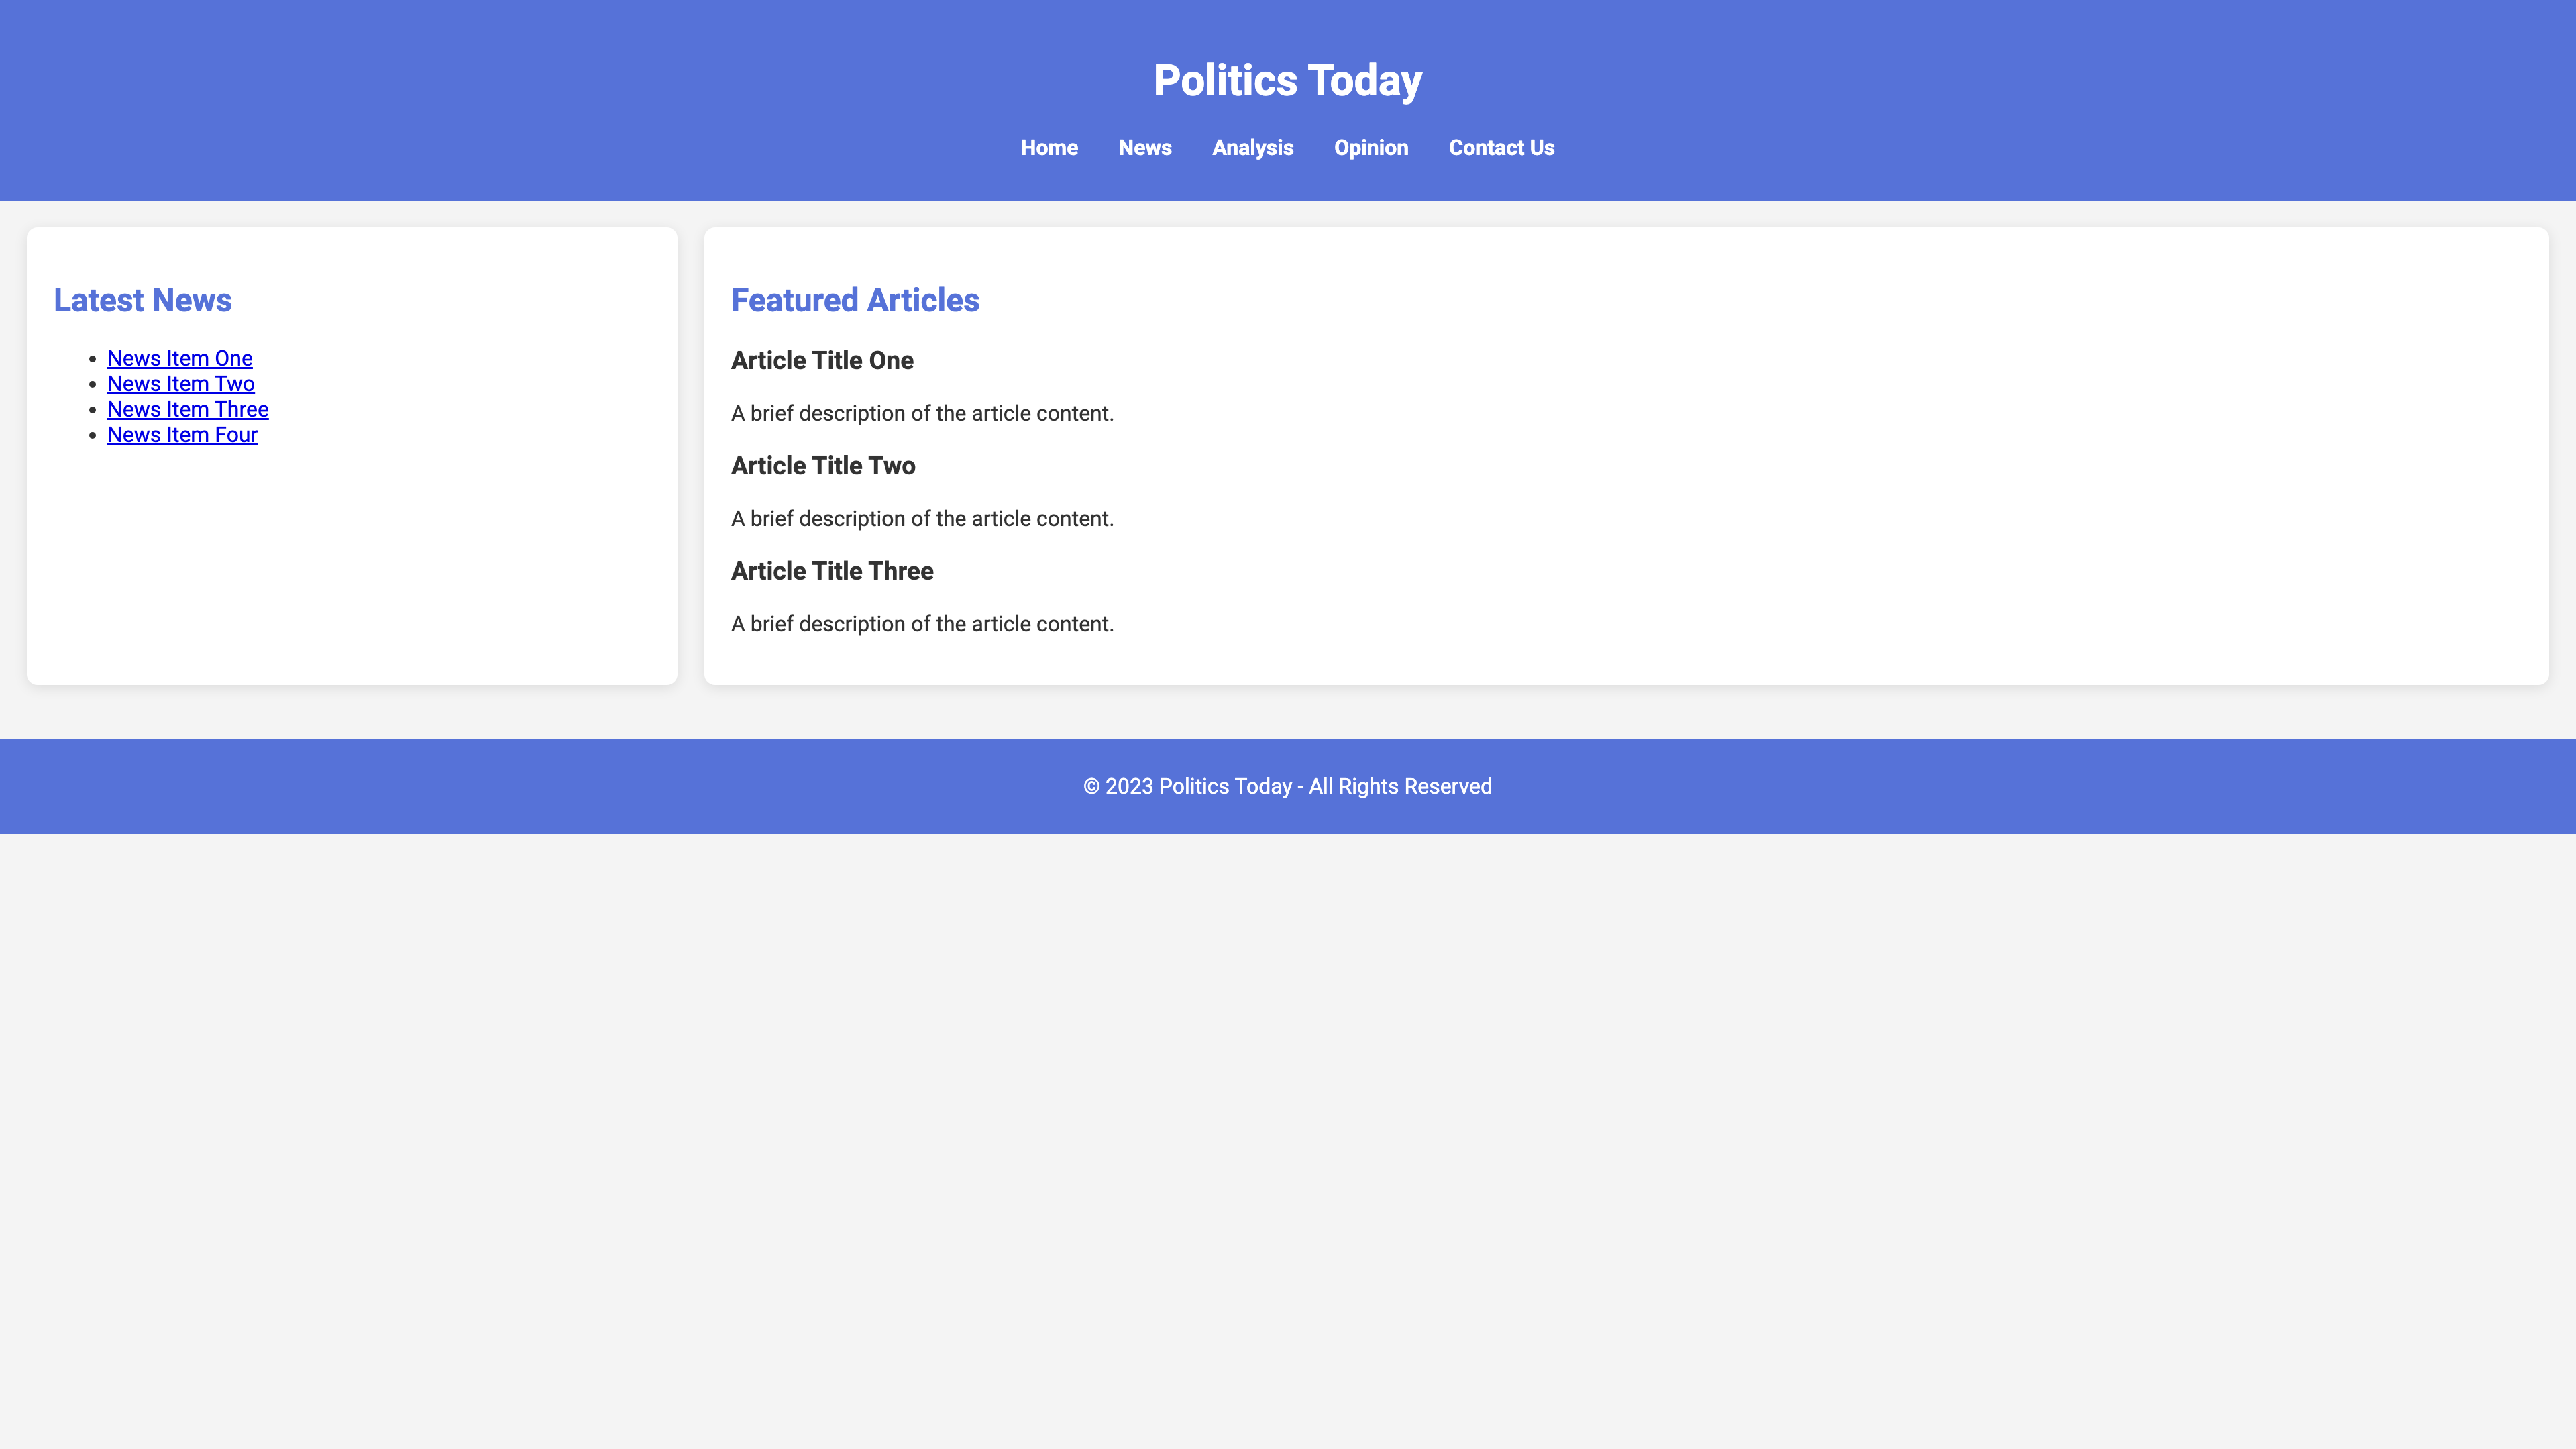 Politics Today
Home News Analysis Opinion Contact Us
Latest News
News Item One
News Item Two
News Item Three
News Item Four
Featured Articles
Article Title One
A brief description of the article content.
Article Title Two
A brief description of the article content.
Article Title Three
A brief description of the article content.
© 2023 Politics Today - All Rights Reserved